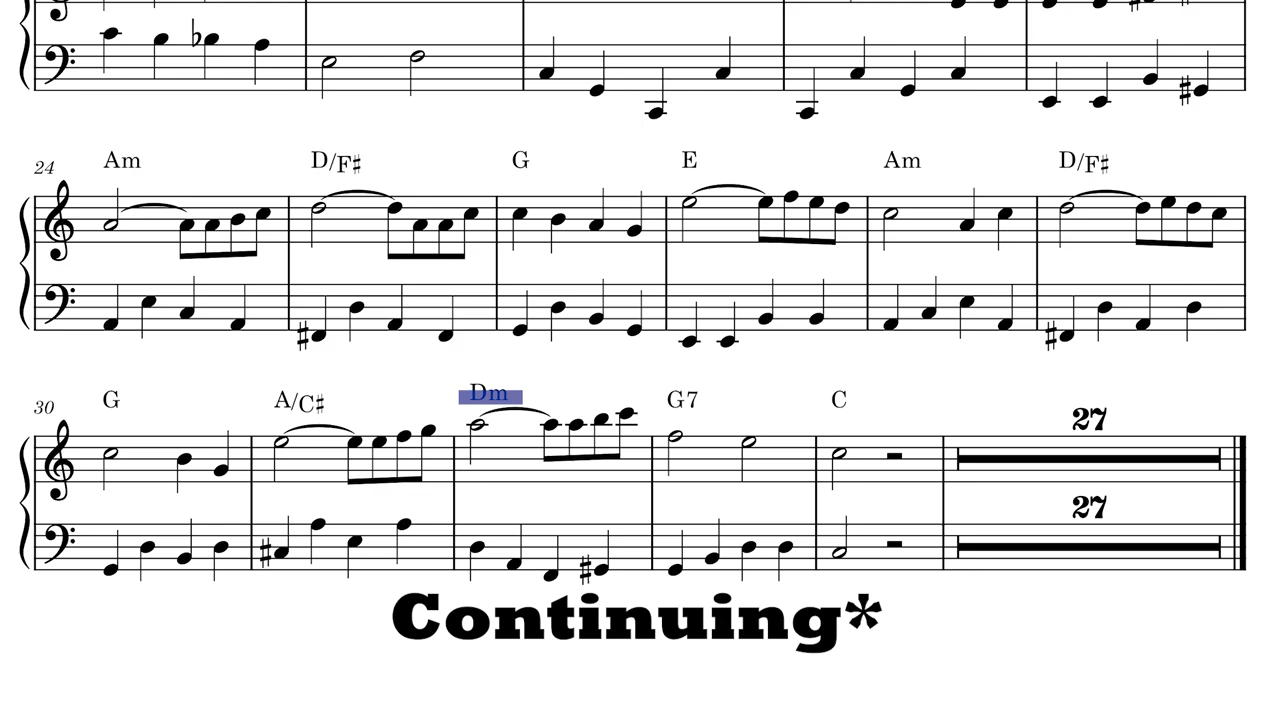 24 Am D/F♯ G E Am D/F♯
30 G A/C♯ Dm G7 C 27
27
Continuing*